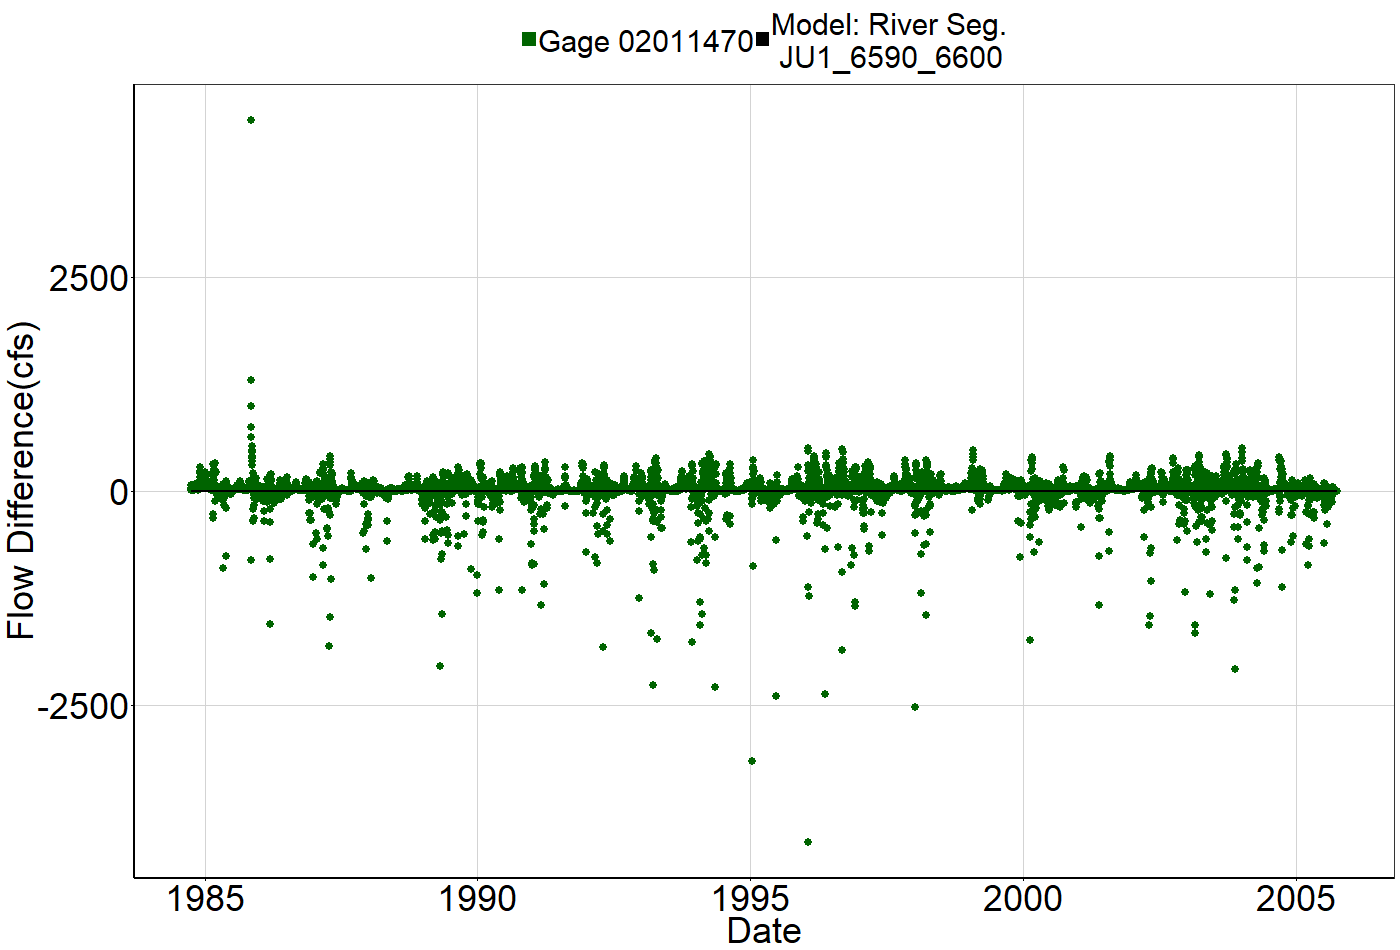 Gage 02011470
Model: River Seg.
JU1_6590_6600
Flow Difference(cfs)
2500
0
-2500
1985
1990
1995
2000
2005
Date